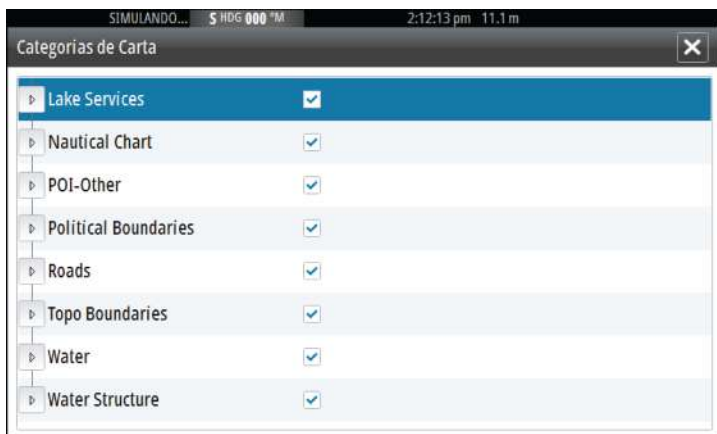 SIMULANDO... S HDG 000 °M 2:12:13 pm 11.1 m
Categorias de Carta
Lake Services
Nautical Chart
POI-Other
Political Boundaries
Roads
Topo Boundaries
Water
Water Structure